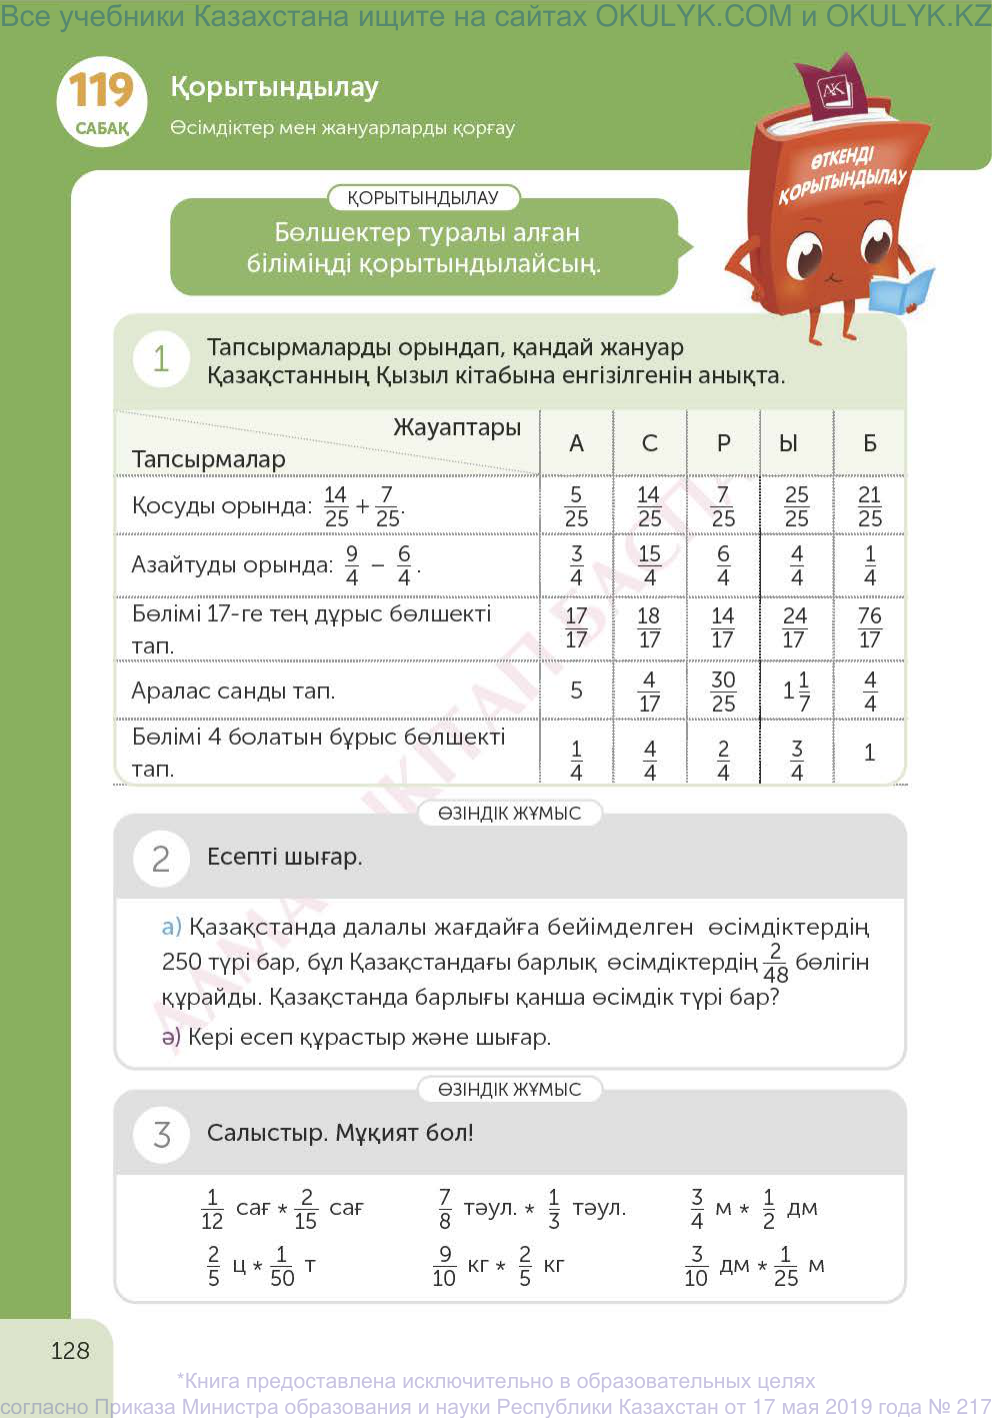 Все учебники Казахстана ищите на сайтах OKULYK.COM и OKULYK.KZ
119
САБАҚ
Қорытындылау
Өсімдіктер мен жануарларды қорғау
АК
ӨТКЕНДІ
ҚОРЫТЫНДЫЛАУ
ҚОРЫТЫНДЫЛАУ
Бөлшектер туралы алған
біліміңді қорытындылайсың.
1
Тапсырмаларды орындап, қандай жануар
Қазақстанның Қызыл кітабына енгізілгенін анықта.
Жауаптары
Тапсырмалар
А С Р Ы Б
Қосуды орында: 14/25 + 7/25. 5/25 14/25 7/25 25/25 21/25
Азайтуды орында: 9/4 – 6/4. 3/4 15/4 6/4 4/4 1/4
Бөлімі 17-ге тең дұрыс бөлшекті
тап. 17/17 18/17 14/17 24/17 76/17
Аралас санды тап. 5 4/17 30/25 1 1/7 4/4
Бөлімі 4 болатын бұрыс бөлшекті
тап. 1/4 4/4 2/4 3/4 1
ӨЗІНДІК ЖҰМЫС
2
Есепті шығар.
а) Қазақстанда далалы жағдайға бейімделген өсімдіктердің
250 түрі бар, бұл Қазақстандағы барлық өсімдіктердің 2/48 бөлігін
құрайды. Қазақстанда барлығы қанша өсімдік түрі бар?
ә) Кері есеп құрастыр және шығар.
ӨЗІНДІК ЖҰМЫС
3
Салыстыр. Мұқият бол!
1/12 сағ * 2/15 сағ 7/8 тәул. * 1/3 тәул. 3/4 м * 1/2 дм
2/5 ц * 1/50 т 9/10 кг * 2/5 кг 3/10 дм * 1/25 м
128
*Книга предоставлена исключительно в образовательных целях
согласно Приказа Министра образования и науки Республики Казахстан от 17 мая 2019 года № 217